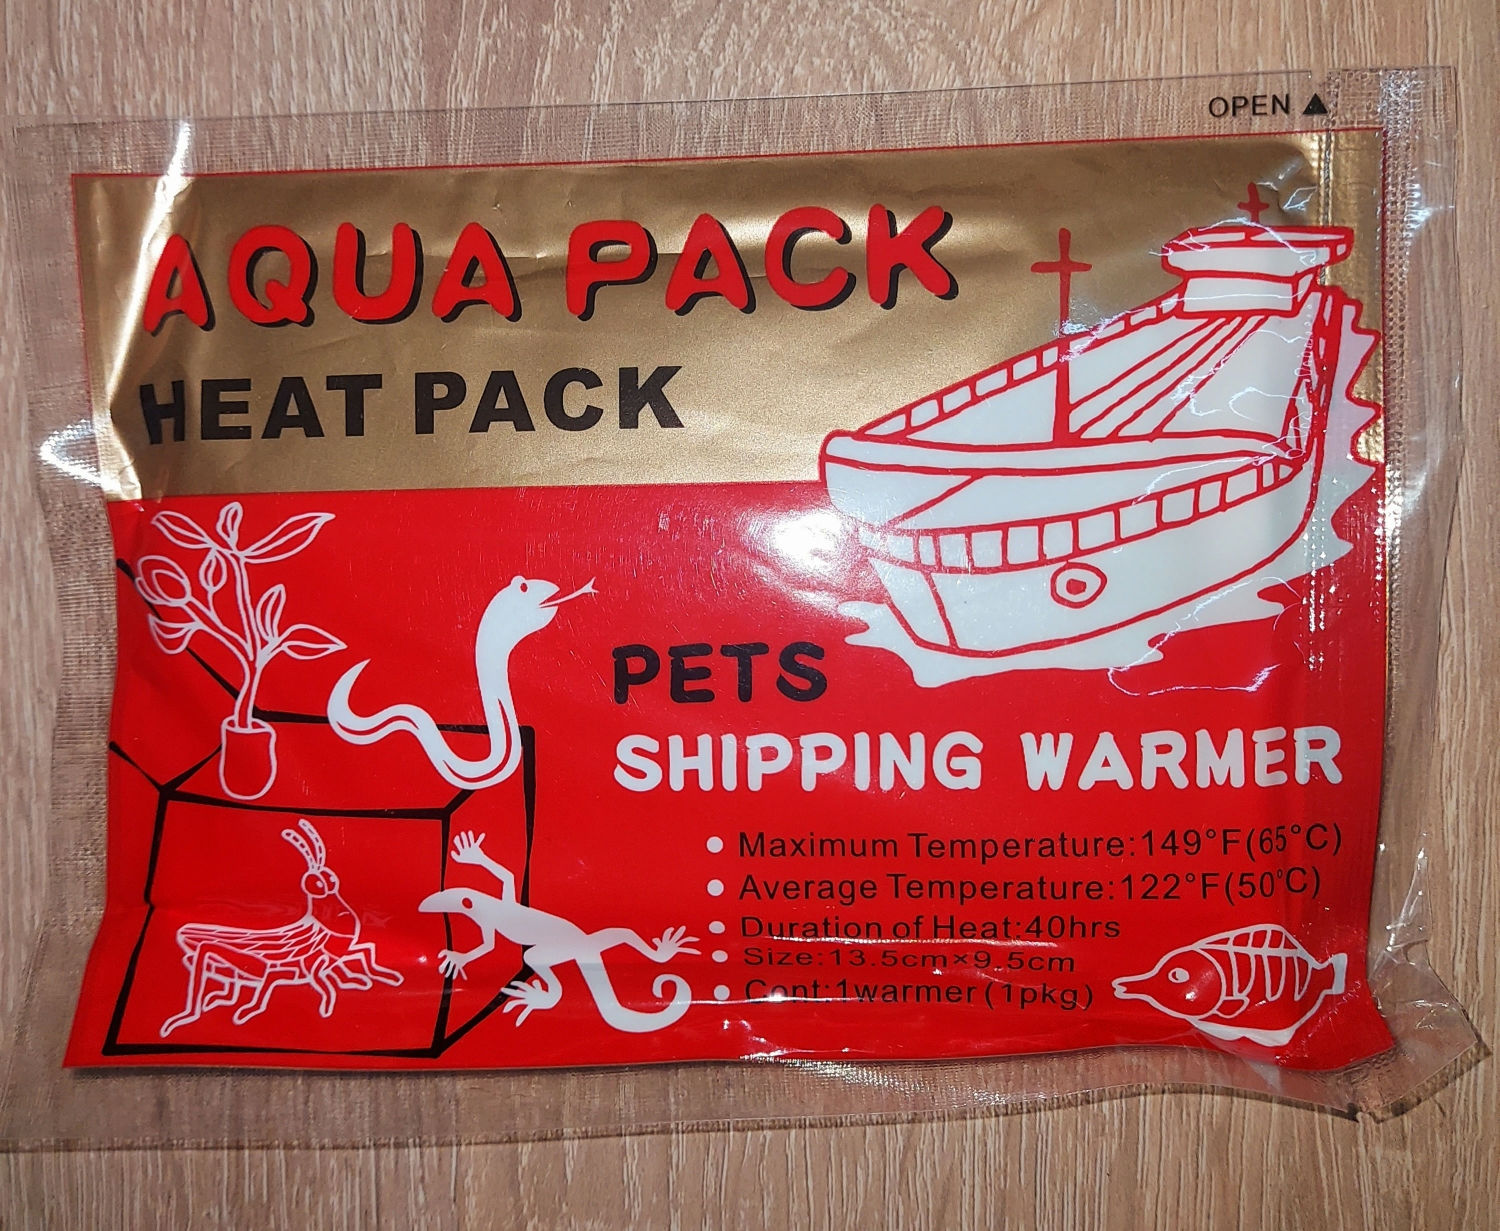 OPEN ▲
AQUA PACK
HEAT PACK
PETS
SHIPPING WARMER
• Maximum Temperature:149°F(65°C)
• Average Temperature:122°F(50°C)
• Duration of Heat:40hrs
• Size:13.5cm×9.5cm
• Cont:1warmer(1pkg)